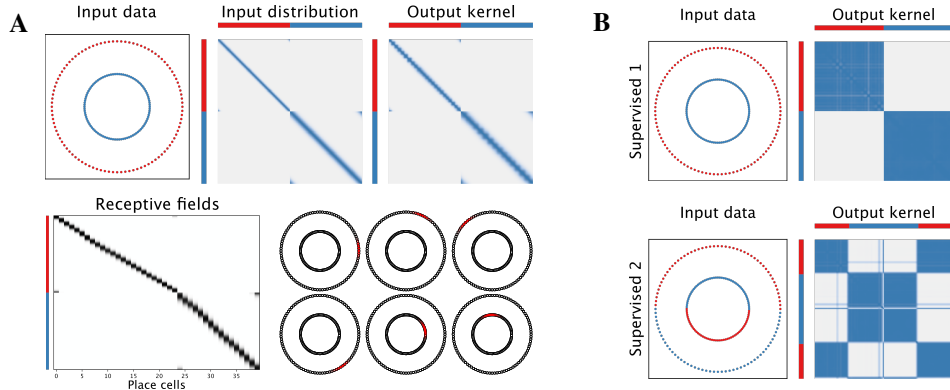 A
Input data
Input distribution
Output kernel
Receptive fields
0 5 10 15 20 25 30 35
Place cells
B
Supervised 1
Input data
Output kernel
Supervised 2
Input data
Output kernel